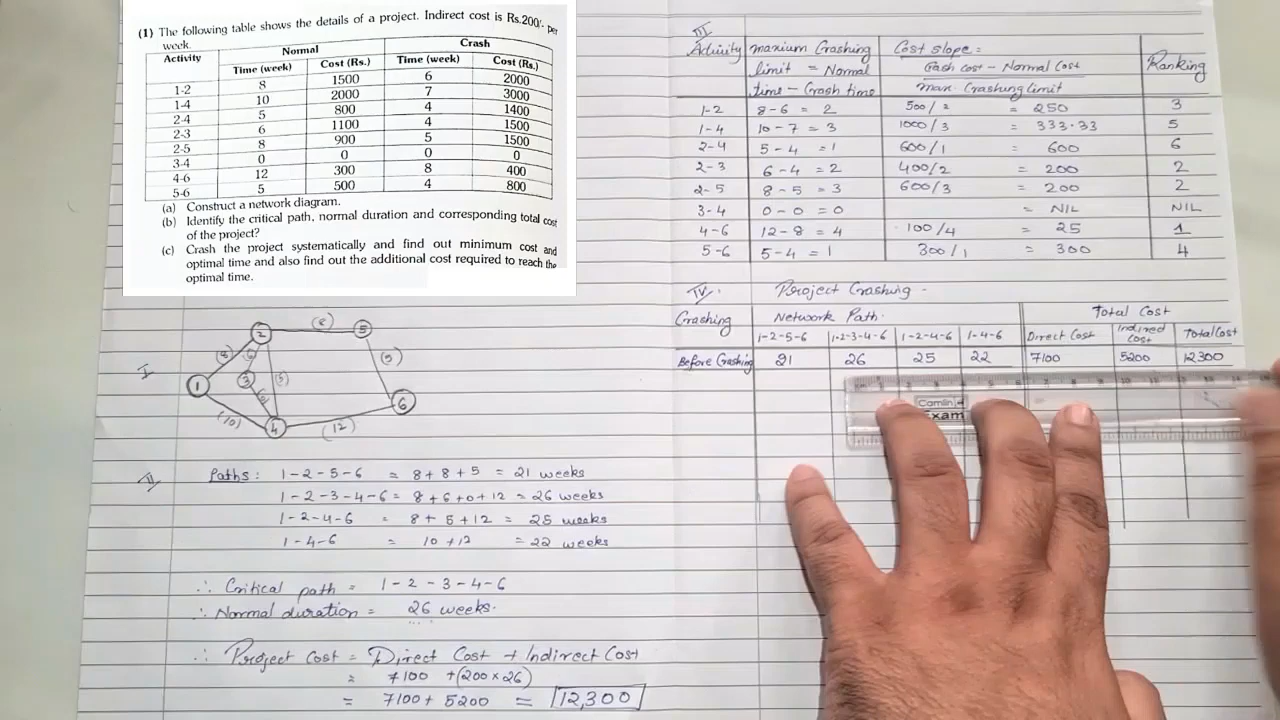 (1) The following table shows the details of a project. Indirect cost is Rs.200/- per
week.
Activity Normal Crash
Time (week) Cost (Rs.) Time (week) Cost (Rs.)
1-2 8 1500 6 2000
1-4 10 2000 7 3000
2-4 5 800 4 1400
2-3 6 1100 4 1500
2-5 8 900 5 1500
3-4 0 0 0 0
4-6 12 300 8 400
5-6 5 500 4 800
(a) Construct a network diagram.
(b) Identify the critical path, normal duration and corresponding total cost
of the project?
(c) Crash the project systematically and find out minimum cost and
optimal time and also find out the additional cost required to reach the
optimal time.
I
1 2 3 4 5 6
(8) (8) (6) (5) (0) (5) (10) (12)
II Paths: 1-2-5-6 = 8+8+5 = 21 weeks
1-2-3-4-6 = 8+6+0+12 = 26 weeks
1-2-4-6 = 8+5+12 = 25 weeks
1-4-6 = 10+12 = 22 weeks
∴ Critical path = 1-2-3-4-6
∴ Normal duration = 26 weeks.
∴ Project Cost = Direct Cost + Indirect Cost
= 7100 + (200 × 26)
= 7100 + 5200 = 12,300
III
Activity maxium Crashing limit = Normal time - Crash time Cost slope = Crash cost - Normal Cost / Max. Crashing limit Ranking
1-2 8-6 = 2 500/2 = 250 3
1-4 10-7 = 3 1000/3 = 333.33 5
2-4 5-4 = 1 600/1 = 600 6
2-3 6-4 = 2 400/2 = 200 2
2-5 8-5 = 3 600/3 = 200 2
3-4 0-0 = 0 = NIL NIL
4-6 12-8 = 4 100/4 = 25 1
5-6 5-4 = 1 300/1 = 300 4
IV. Project Crashing -
Crashing Network Path. Total Cost
1-2-5-6 1-2-3-4-6 1-2-4-6 1-4-6 Direct Cost Indirect Cost Total Cost
Before Crashing 21 26 25 22 7100 5200 12300
Camlin
Exam